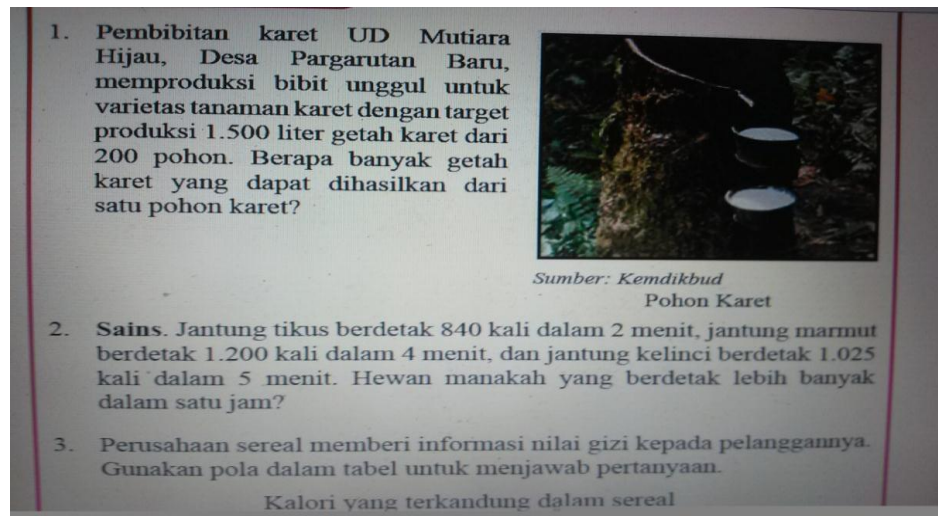 1. Pembibitan karet UD Mutiara
Hijau, Desa Pargarutan Baru,
memproduksi bibit unggul untuk
varietas tanaman karet dengan target
produksi 1.500 liter getah karet dari
200 pohon. Berapa banyak getah
karet yang dapat dihasilkan dari
satu pohon karet?
Sumber: Kemdikbud
Pohon Karet
2. Sains. Jantung tikus berdetak 840 kali dalam 2 menit, jantung marmut
berdetak 1.200 kali dalam 4 menit, dan jantung kelinci berdetak 1.025
kali dalam 5 menit. Hewan manakah yang berdetak lebih banyak
dalam satu jam?
3. Perusahaan sereal memberi informasi nilai gizi kepada pelanggannya.
Gunakan pola dalam tabel untuk menjawab pertanyaan.
Kalori yang terkandung dalam sereal